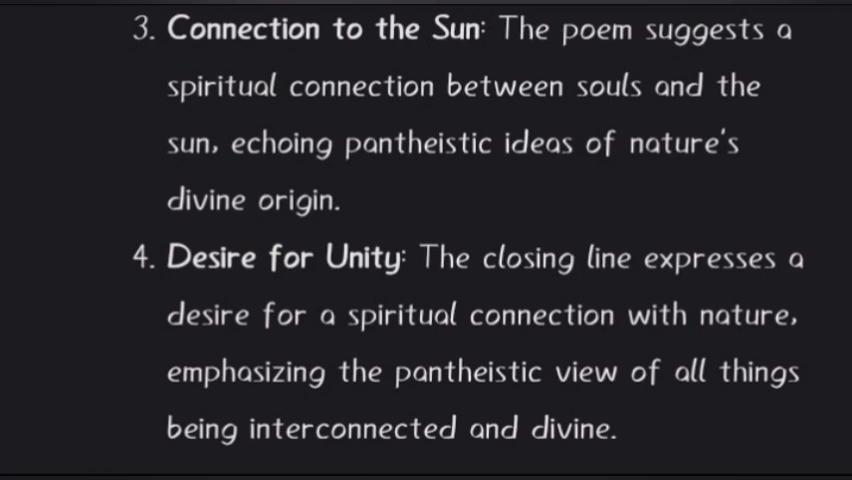 3. Connection to the Sun: The poem suggests a
spiritual connection between souls and the
sun, echoing pantheistic ideas of nature's
divine origin.
4. Desire for Unity: The closing line expresses a
desire for a spiritual connection with nature,
emphasizing the pantheistic view of all things
being interconnected and divine.